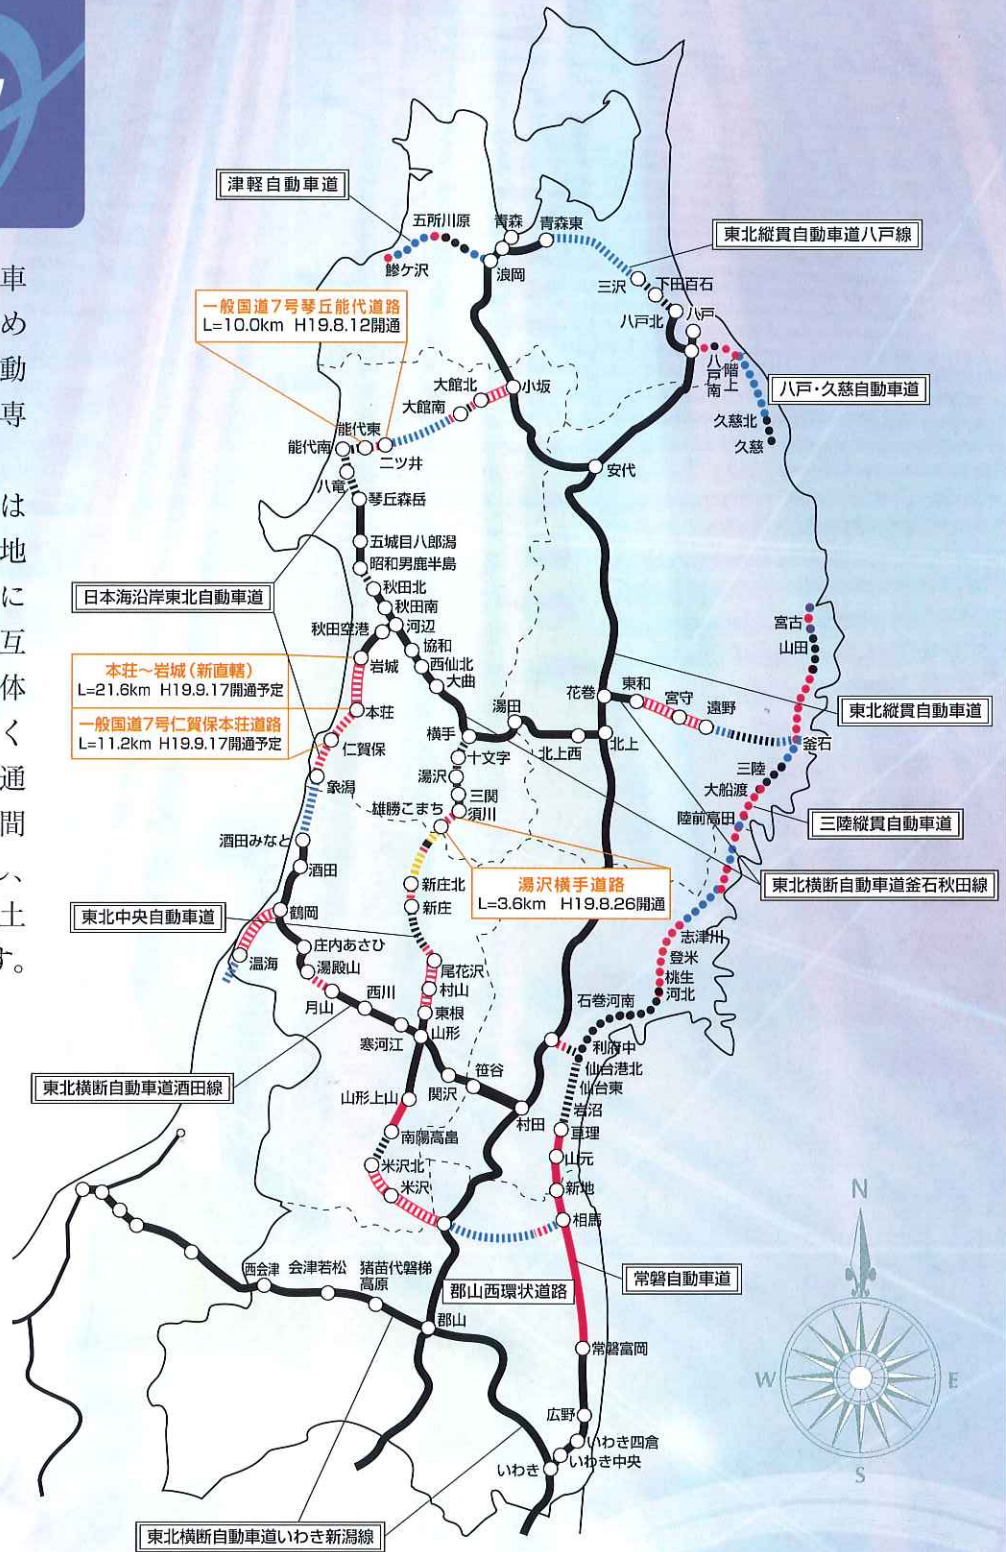 車
め
動
専
は
地
に
互
体
く
通
間
、
土
す。
津軽自動車道
五所川原
鰺ケ沢
青森
青森東
浪岡
東北縦貫自動車道八戸線
三沢
下田百石
八戸北
八戸
八戸南
階上
八戸・久慈自動車道
久慈北
久慈
一般国道7号琴丘能代道路
L=10.0km H19.8.12開通
大館北
小坂
大館南
能代東
能代南
二ツ井
安代
八竜
琴丘森岳
五城目八郎潟
昭和男鹿半島
日本海沿岸東北自動車道
秋田北
秋田南
秋田空港
河辺
協和
岩城
西仙北
大曲
本荘~岩城(新直轄)
L=21.6km H19.9.17開通予定
一般国道7号仁賀保本荘道路
L=11.2km H19.9.17開通予定
本荘
仁賀保
象潟
横手
湯田
北上西
花巻
北上
東和
宮守
遠野
宮古
山田
東北縦貫自動車道
釜石
十文字
湯沢
三関
須川
雄勝こまち
三陸
大船渡
陸前高田
三陸縦貫自動車道
酒田みなと
酒田
新庄北
新庄
湯沢横手道路
L=3.6km H19.8.26開通
東北横断自動車道釜石秋田線
東北中央自動車道
鶴岡
温海
庄内あさひ
湯殿山
月山
西川
寒河江
尾花沢
村山
東根
山形
志津川
登米
桃生
河北
石巻河南
利府中
仙台港北
仙台東
岩沼
東北横断自動車道酒田線
山形上山
関沢
笹谷
村田
亘理
山元
新地
相馬
南陽高畠
米沢北
米沢
西会津
会津若松
猪苗代磐梯
高原
郡山西環状道路
郡山
常磐自動車道
常磐富岡
広野
いわき四倉
いわき中央
いわき
東北横断自動車道いわき新潟線
N
W
E
S